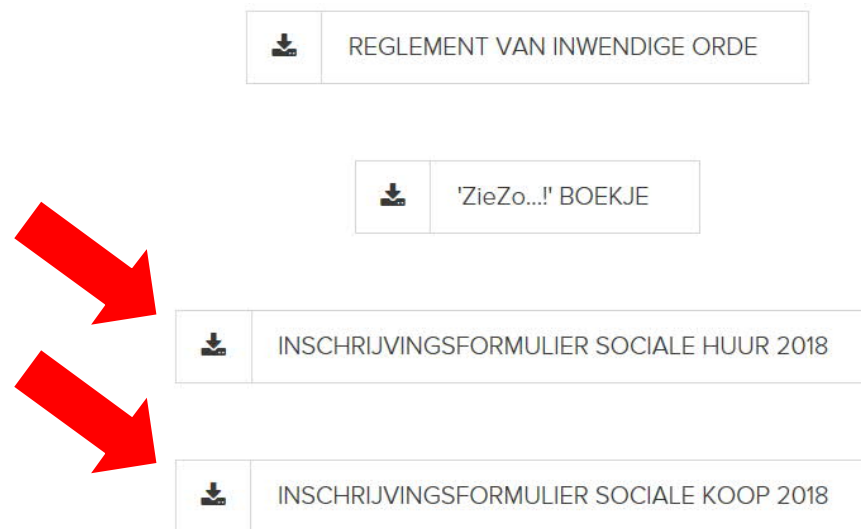 REGLEMENT VAN INWENDIGE ORDE
'ZieZo...!' BOEKJE
INSCHRIJVINGSFORMULIER SOCIALE HUUR 2018
INSCHRIJVINGSFORMULIER SOCIALE KOOP 2018